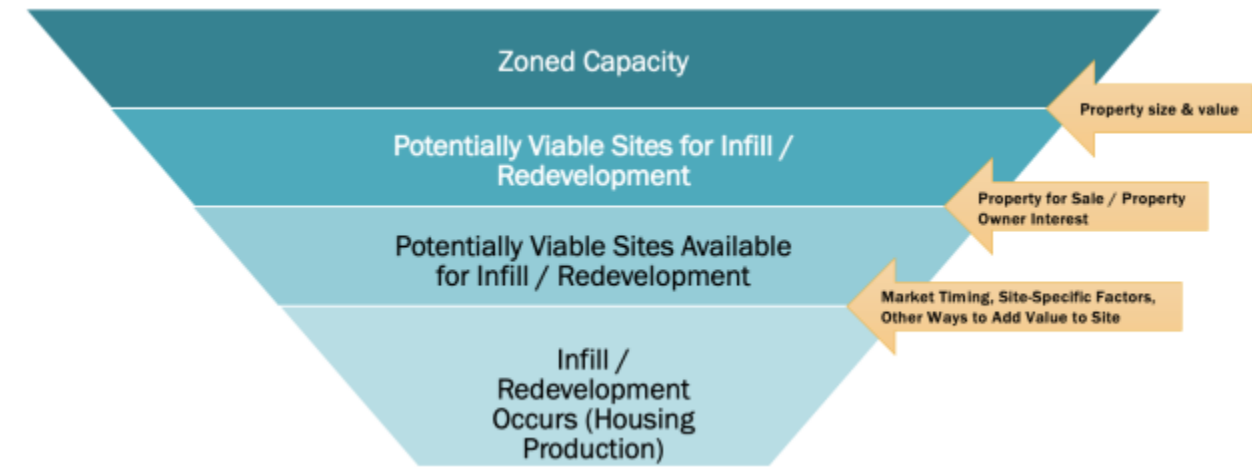 Zoned Capacity
Property size & value
Potentially Viable Sites for Infill /
Redevelopment
Property for Sale / Property
Owner Interest
Potentially Viable Sites Available
for Infill / Redevelopment
Market Timing, Site-Specific Factors,
Other Ways to Add Value to Site
Infill /
Redevelopment
Occurs (Housing
Production)